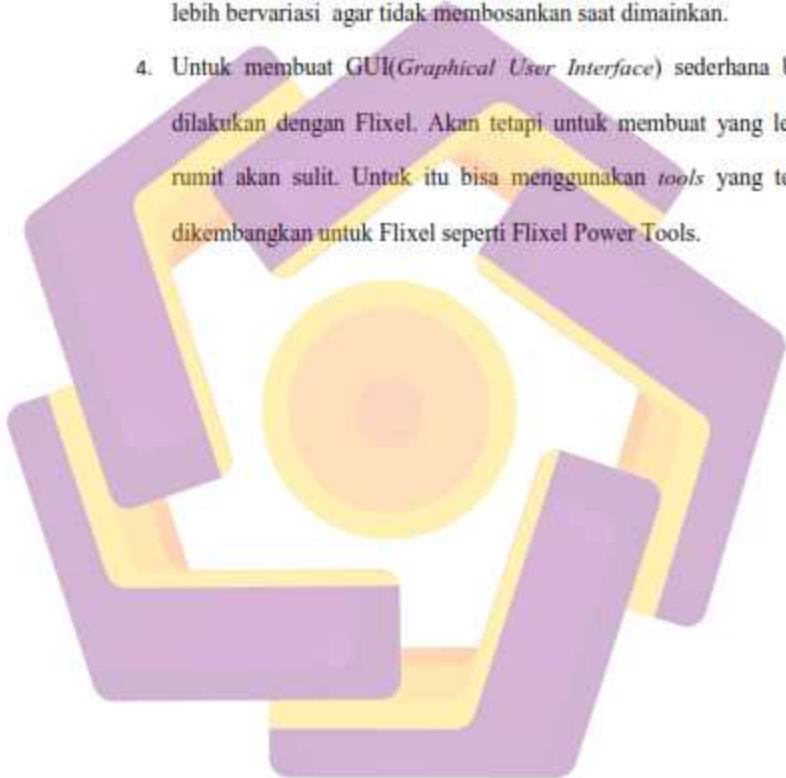 lebih bervariasi agar tidak membosankan saat dimainkan.
4. Untuk membuat GUI(Graphical User Interface) sederhana
dilakukan dengan Flixel. Akan tetapi untuk membuat yang
rumit akan sulit. Untuk itu bisa menggunakan tools yang
dikembangkan untuk Flixel seperti Flixel Power Tools.